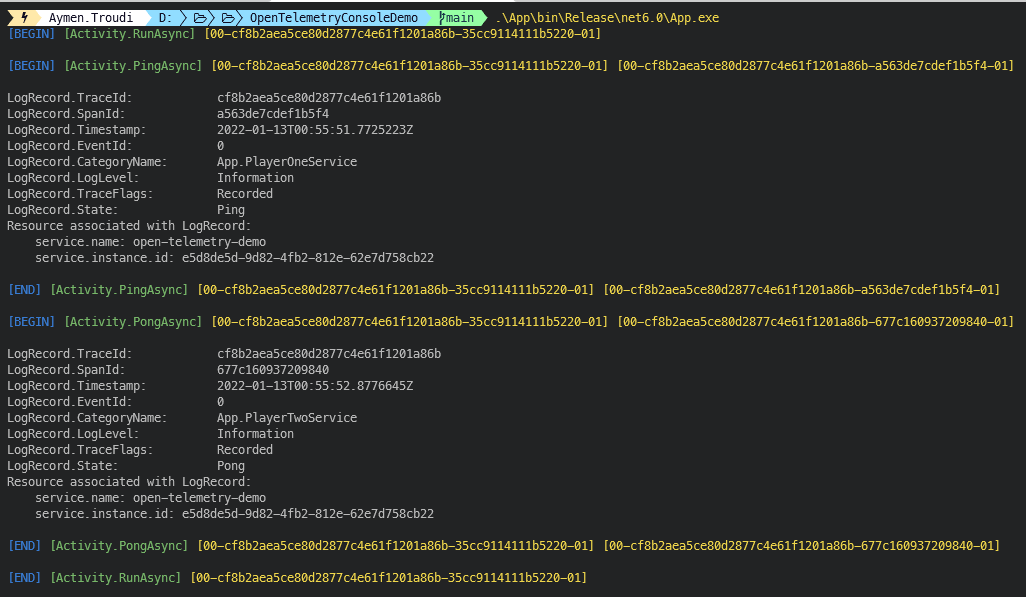 Aymen.Troudi D: OpenTelemetryConsoleDemo main .\App\bin\Release\net6.0\App.exe
[BEGIN] [Activity.RunAsync] [00-cf8b2aea5ce80d2877c4e61f1201a86b-35cc9114111b5220-01]
[BEGIN] [Activity.PingAsync] [00-cf8b2aea5ce80d2877c4e61f1201a86b-35cc9114111b5220-01] [00-cf8b2aea5ce80d2877c4e61f1201a86b-a563de7cdef1b5f4-01]
LogRecord.TraceId: cf8b2aea5ce80d2877c4e61f1201a86b
LogRecord.SpanId: a563de7cdef1b5f4
LogRecord.Timestamp: 2022-01-13T00:55:51.7725223Z
LogRecord.EventId: 0
LogRecord.CategoryName: App.PlayerOneService
LogRecord.LogLevel: Information
LogRecord.TraceFlags: Recorded
LogRecord.State: Ping
Resource associated with LogRecord:
service.name: open-telemetry-demo
service.instance.id: e5d8de5d-9d82-4fb2-812e-62e7d758cb22
[END] [Activity.PingAsync] [00-cf8b2aea5ce80d2877c4e61f1201a86b-35cc9114111b5220-01] [00-cf8b2aea5ce80d2877c4e61f1201a86b-a563de7cdef1b5f4-01]
[BEGIN] [Activity.PongAsync] [00-cf8b2aea5ce80d2877c4e61f1201a86b-35cc9114111b5220-01] [00-cf8b2aea5ce80d2877c4e61f1201a86b-677c160937209840-01]
LogRecord.TraceId: cf8b2aea5ce80d2877c4e61f1201a86b
LogRecord.SpanId: 677c160937209840
LogRecord.Timestamp: 2022-01-13T00:55:52.8776645Z
LogRecord.EventId: 0
LogRecord.CategoryName: App.PlayerTwoService
LogRecord.LogLevel: Information
LogRecord.TraceFlags: Recorded
LogRecord.State: Pong
Resource associated with LogRecord:
service.name: open-telemetry-demo
service.instance.id: e5d8de5d-9d82-4fb2-812e-62e7d758cb22
[END] [Activity.PongAsync] [00-cf8b2aea5ce80d2877c4e61f1201a86b-35cc9114111b5220-01] [00-cf8b2aea5ce80d2877c4e61f1201a86b-677c160937209840-01]
[END] [Activity.RunAsync] [00-cf8b2aea5ce80d2877c4e61f1201a86b-35cc9114111b5220-01]